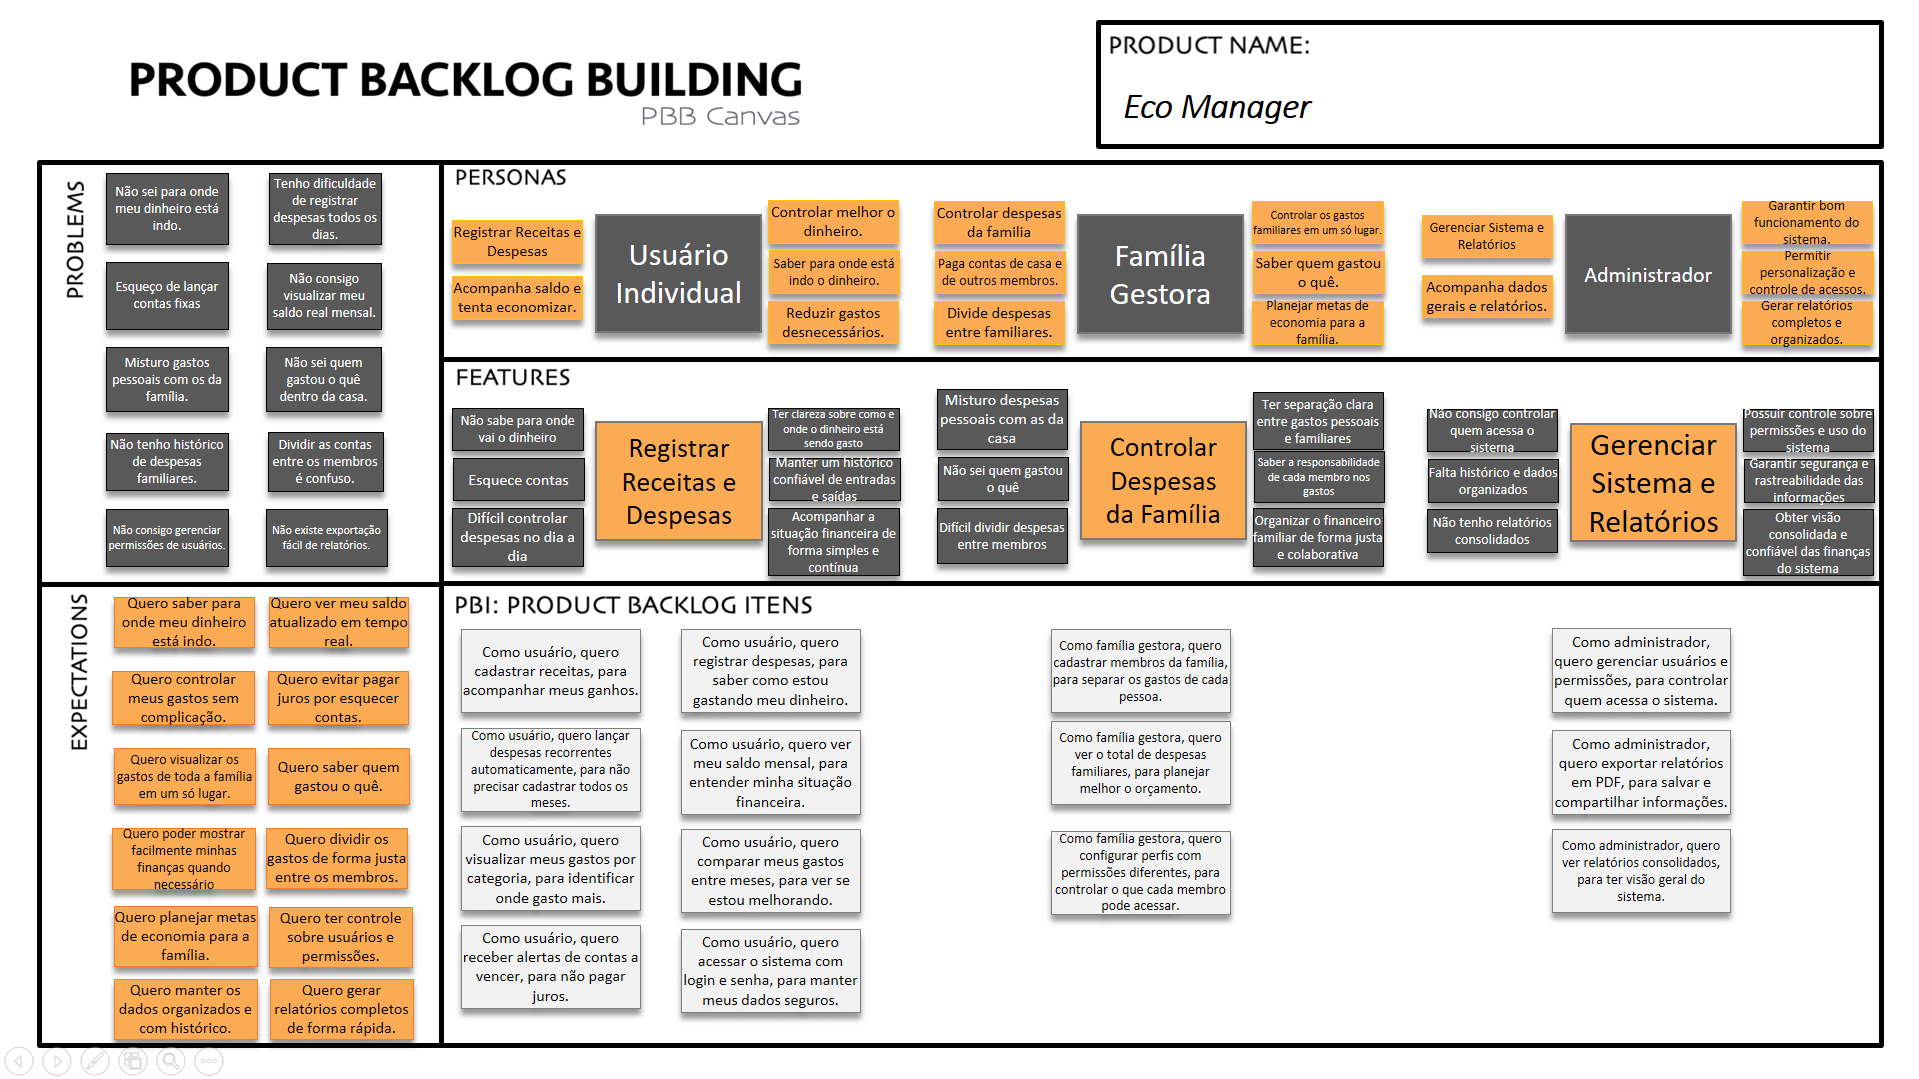 PRODUCT BACKLOG BUILDING
PBB Canvas
PRODUCT NAME:
Eco Manager
PROBLEMS
Não sei para onde
meu dinheiro está
indo.
Tenho dificuldade
de registrar
despesas todos os
dias.
Esqueço de lançar
contas fixas
Não consigo
visualizar meu
saldo real mensal.
Misturo gastos
pessoais com os da
família.
Não sei quem
gastou o quê
dentro da casa.
Não tenho histórico
de despesas
familiares.
Dividir as contas
entre os membros
é confuso.
Não consigo gerenciar
permissões de usuários.
Não existe exportação
fácil de relatórios.
PERSONAS
Registrar Receitas e
Despesas
Acompanha saldo e
tenta economizar.
Usuário
Individual
Controlar melhor o
dinheiro.
Saber para onde está
indo o dinheiro.
Reduzir gastos
desnecessários.
Controlar despesas
da familia
Paga contas de casa e
de outros membros.
Divide despesas
entre familiares.
Família
Gestora
Controlar os gastos
familiares em um só lugar.
Saber quem gastou
o quê.
Planejar metas de
economia para a
família.
Gerenciar Sistema e
Relatórios
Acompanha dados
gerais e relatórios.
Administrador
Garantir bom
funcionamento do
sistema.
Permitir
personalização e
controle de acessos.
Gerar relatórios
completos e
organizados.
FEATURES
Não sabe para onde
vai o dinheiro
Esquece contas
Difícil controlar
despesas no dia a
dia
Registrar
Receitas e
Despesas
Ter clareza sobre como e
onde o dinheiro está
sendo gasto
Manter um histórico
confiável de entradas
e saídas
Acompanhar a
situação financeira de
forma simples e
contínua
Misturo despesas
pessoais com as da
casa
Não sei quem gastou
o quê
Difícil dividir despesas
entre membros
Controlar
Despesas
da Família
Ter separação clara
entre gastos pessoais
e familiares
Saber a responsabilidade
de cada membro nos
gastos
Organizar o financeiro
familiar de forma justa
e colaborativa
Não consigo controlar
quem acessa o
sistema
Falta histórico e dados
organizados
Não tenho relatórios
consolidados
Gerenciar
Sistema e
Relatórios
Possuir controle sobre
permissões e uso do
sistema
Garantir segurança e
rastreabilidade das
informações
Obter visão
consolidada e
confiável das finanças
do sistema
EXPECTATIONS
Quero saber para
onde meu dinheiro
está indo.
Quero ver meu saldo
atualizado em tempo
real.
Quero controlar
meus gastos sem
complicação.
Quero evitar pagar
juros por esquecer
contas.
Quero visualizar os
gastos de toda a família
em um só lugar.
Quero saber quem
gastou o quê.
Quero poder mostrar
facilmente minhas
finanças quando
necessário
Quero dividir os
gastos de forma justa
entre os membros.
Quero planejar metas
de economia para a
família.
Quero ter controle
sobre usuários e
permissões.
Quero manter os
dados organizados e
com histórico.
Quero gerar
relatórios completos
de forma rápida.
PBI: PRODUCT BACKLOG ITENS
Como usuário, quero
cadastrar receitas, para
acompanhar meus ganhos.
Como usuário, quero
registrar despesas, para
saber como estou
gastando meu dinheiro.
Como usuário, quero lançar
despesas recorrentes
automaticamente, para não
precisar cadastrar todos os
meses.
Como usuário, quero ver
meu saldo mensal, para
entender minha situação
financeira.
Como usuário, quero
visualizar meus gastos por
categoria, para identificar
onde gasto mais.
Como usuário, quero
comparar meus gastos
entre meses, para ver se
estou melhorando.
Como usuário, quero
receber alertas de contas a
vencer, para não pagar
juros.
Como usuário, quero
acessar o sistema com
login e senha, para manter
meus dados seguros.
Como família gestora, quero
cadastrar membros da família,
para separar os gastos de cada
pessoa.
Como família gestora, quero
ver o total de despesas
familiares, para planejar
melhor o orçamento.
Como família gestora, quero
configurar perfis com
permissões diferentes, para
controlar o que cada membro
pode acessar.
Como administrador,
quero gerenciar usuários e
permissões, para controlar
quem acessa o sistema.
Como administrador,
quero exportar relatórios
em PDF, para salvar e
compartilhar informações.
Como administrador, quero
ver relatórios consolidados,
para ter visão geral do
sistema.